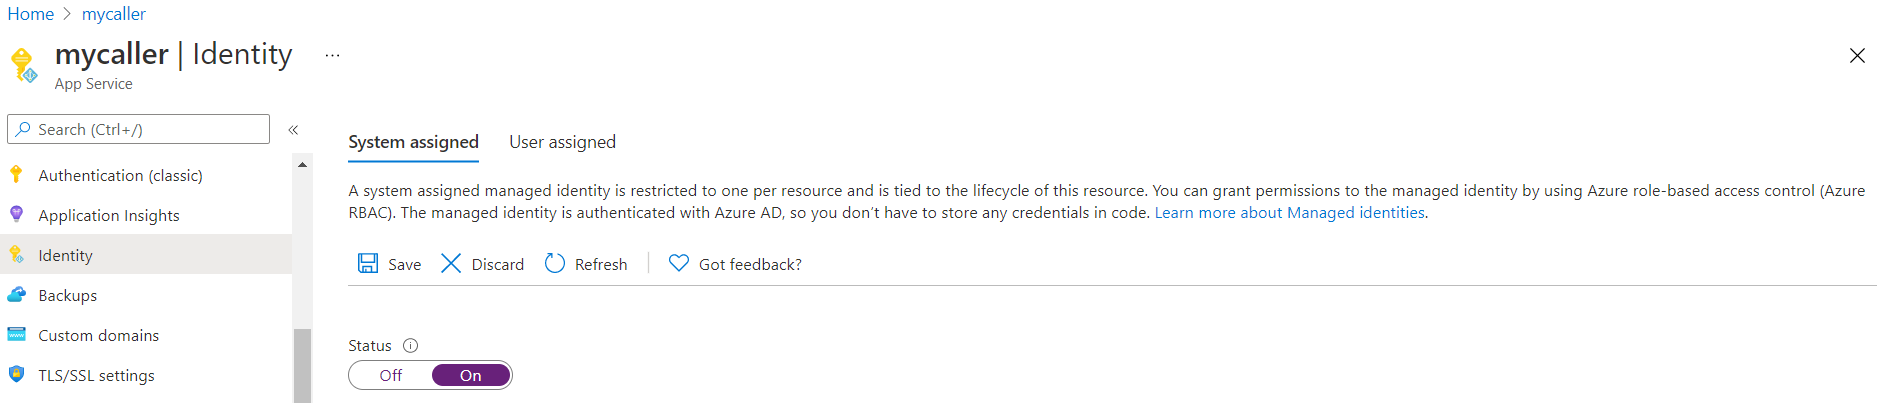 Home > mycaller
mycaller | Identity ...
App Service
Search (Ctrl+/) «
Authentication (classic)
Application Insights
Identity
Backups
Custom domains
TLS/SSL settings
System assigned User assigned
A system assigned managed identity is restricted to one per resource and is tied to the lifecycle of this resource. You can grant permissions to the managed identity by using Azure role-based access control (Azure
RBAC). The managed identity is authenticated with Azure AD, so you don’t have to store any credentials in code. Learn more about Managed identities.
Save Discard Refresh Got feedback?
Status
Off On